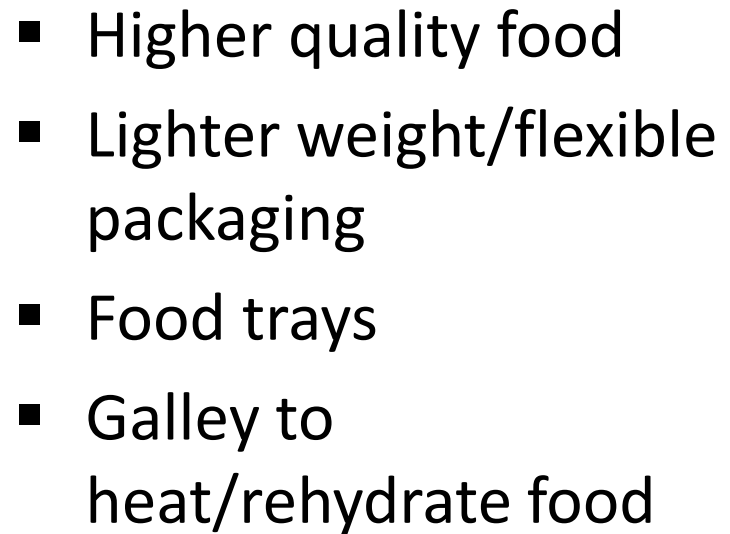 ▪ Higher quality food
▪ Lighter weight/flexible
packaging
▪ Food trays
▪ Galley to
heat/rehydrate food